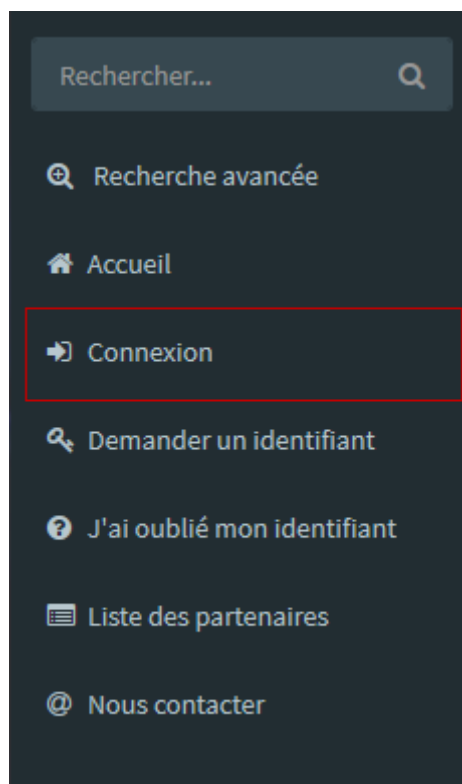 Rechercher...
Recherche avancée
Accueil
Connexion
Demander un identifiant
J'ai oublié mon identifiant
Liste des partenaires
Nous contacter